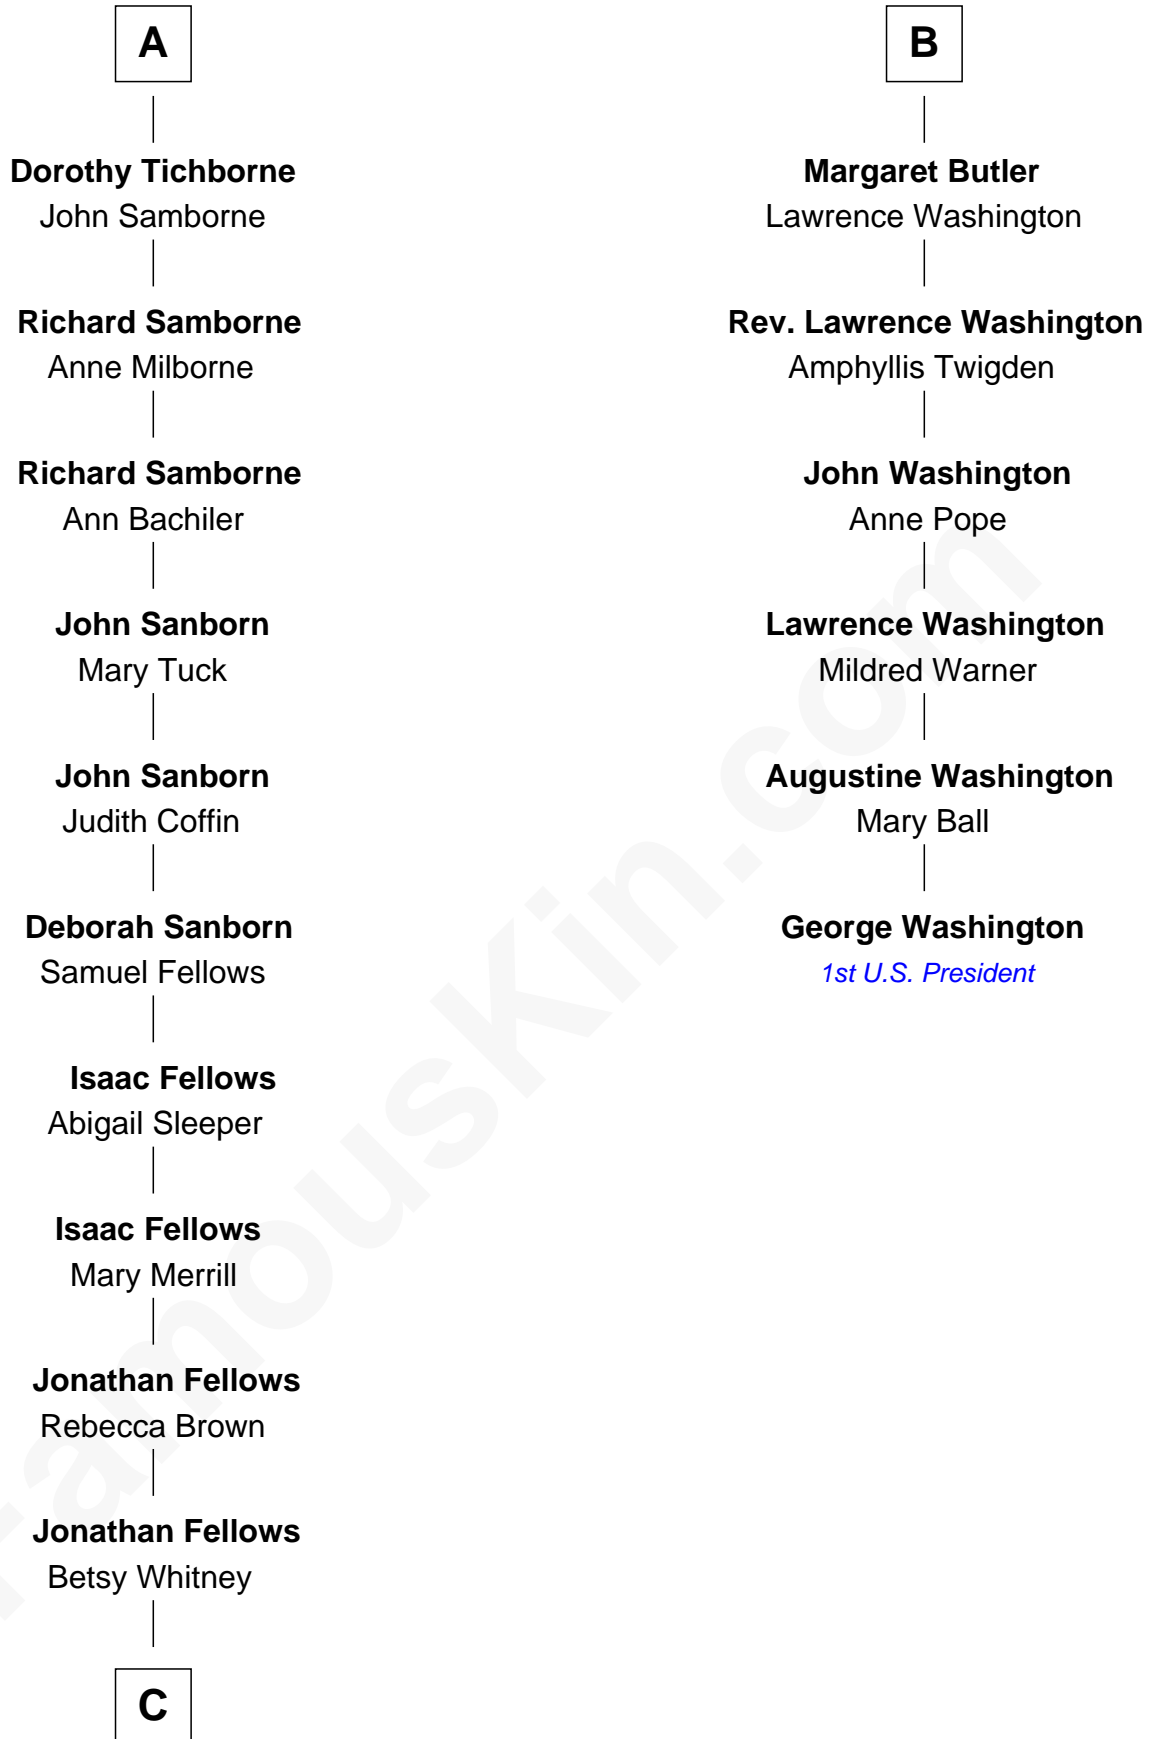 A
Dorothy Tichborne
John Samborne
Richard Samborne
Anne Milborne
Richard Samborne
Ann Bachiler
John Sanborn
Mary Tuck
John Sanborn
Judith Coffin
Deborah Sanborn
Samuel Fellows
Isaac Fellows
Abigail Sleeper
Isaac Fellows
Mary Merrill
Jonathan Fellows
Rebecca Brown
Jonathan Fellows
Betsy Whitney
C
B
Margaret Butler
Lawrence Washington
Rev. Lawrence Washington
Amphyllis Twigden
John Washington
Anne Pope
Lawrence Washington
Mildred Warner
Augustine Washington
Mary Ball
George Washington
1st U.S. President
FamousKin.com